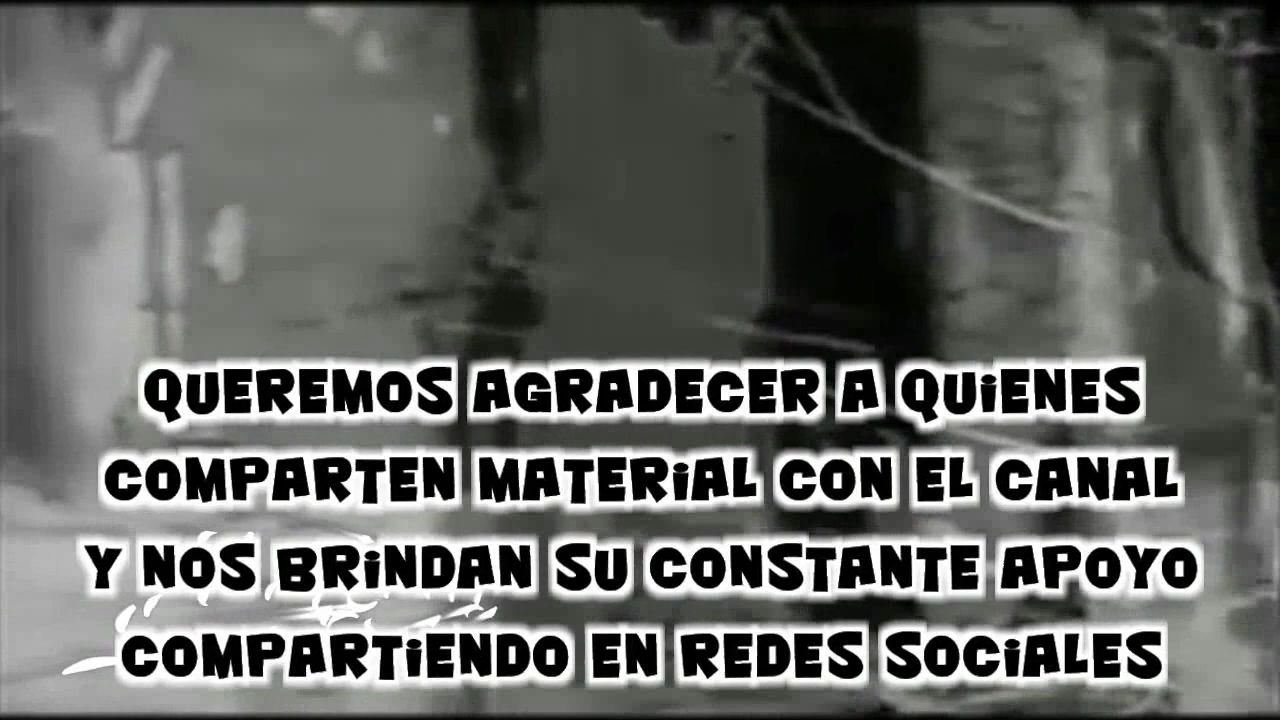 QUEREMOS AGRADECER A QUiENES
COMPARTEN MATERiAL CON EL CANAL
Y NOS BRiNDAN SU CONSTANTE APOYO
COMPARTiENDO EN REDES SOCiALES